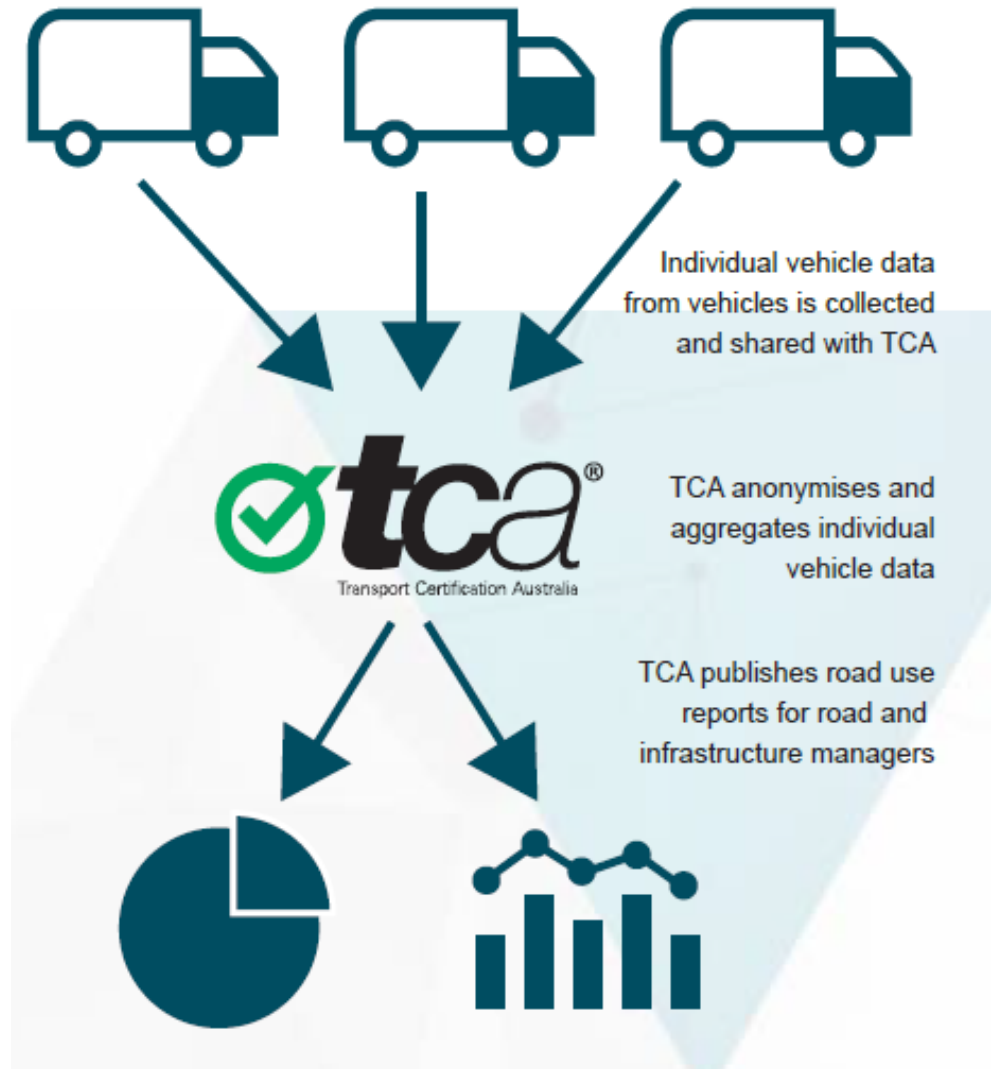 Individual vehicle data
from vehicles is collected
and shared with TCA
tca®
Transport Certification Australia
TCA anonymises and
aggregates individual
vehicle data
TCA publishes road use
reports for road and
infrastructure managers